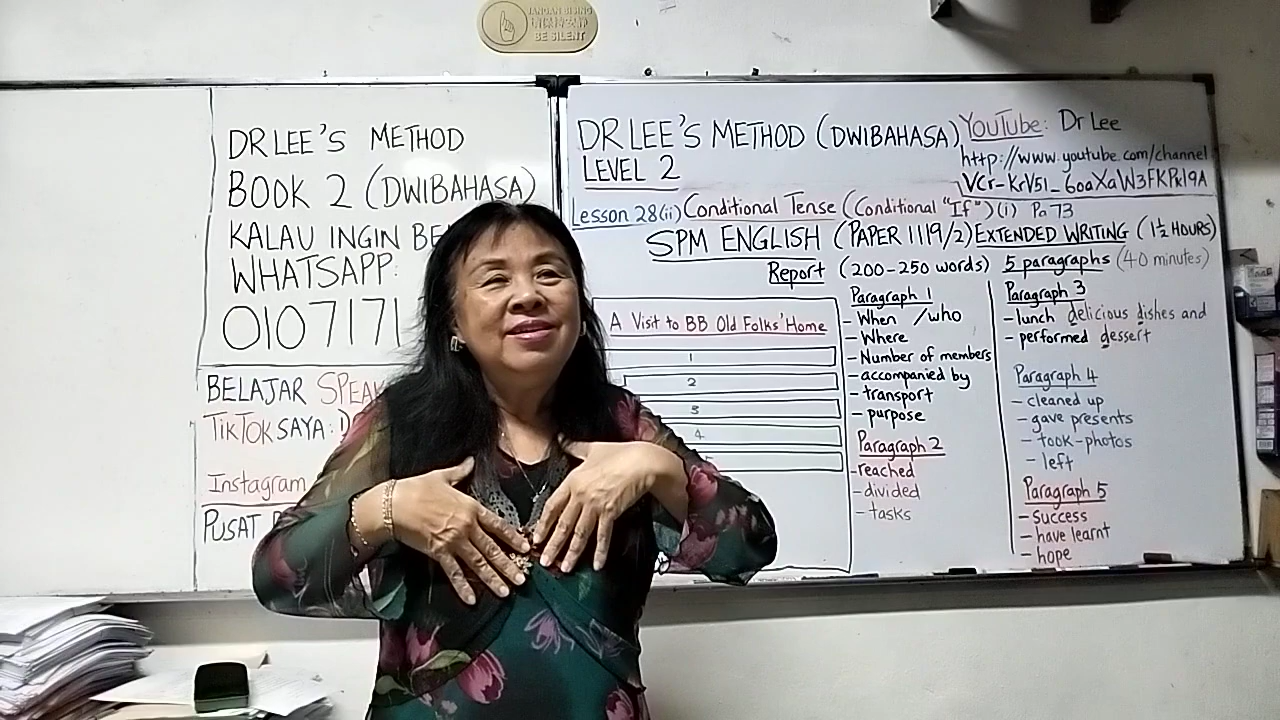 JANGAN BISING
BE SILENT
DR LEE'S METHOD
BOOK 2 (DWIBAHASA)
KALAU INGIN
WHATSAPP:
0107171
BELAJAR
TikTok SAYA:
Instagram
PUSAT
DR LEE'S METHOD (DWIBAHASA)
LEVEL 2
YouTube: Dr Lee
http://www.youtube.com/channel
Lesson 28(ii) Conditional Tense (Conditional "If")(i) Pa 73
SPM ENGLISH (PAPER 1119/2) EXTENDED WRITING (1½ HOURS)
Report (200-250 words) 5 paragraphs (40 minutes)
A Visit to BB Old Folks' Home
1
2
3
4
Paragraph 1
- When /who
- Where
- Number of members
- accompanied by
- transport
- purpose
Paragraph 2
- reached
- divided
- tasks
Paragraph 3
- lunch delicious dishes and
- performed dessert
Paragraph 4
- cleaned up
- gave presents
- took-photos
- left
Paragraph 5
- success
- have learnt
- hope